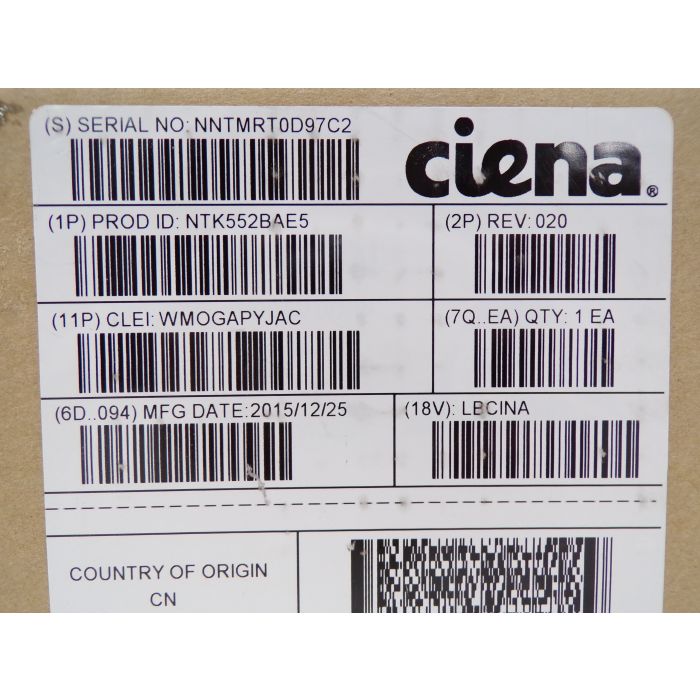 (S) SERIAL NO: NNTMRT0D97C2
ciena®
(1P) PROD ID: NTK552BAE5
(2P) REV: 020
(11P) CLEI: WMOGAPYJAC
(7Q..EA) QTY: 1 EA
(6D..094) MFG DATE:2015/12/25
(18V): LBCINA
COUNTRY OF ORIGIN
CN